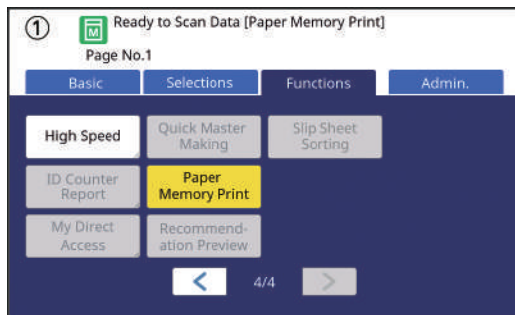 ①
M
Ready to Scan Data [Paper Memory Print]
Page No.1
Basic Selections Functions Admin.
High Speed
Quick Master
Making
Slip Sheet
Sorting
ID Counter
Report
Paper
Memory Print
My Direct
Access
Recommend-
ation Preview
< 4/4 >